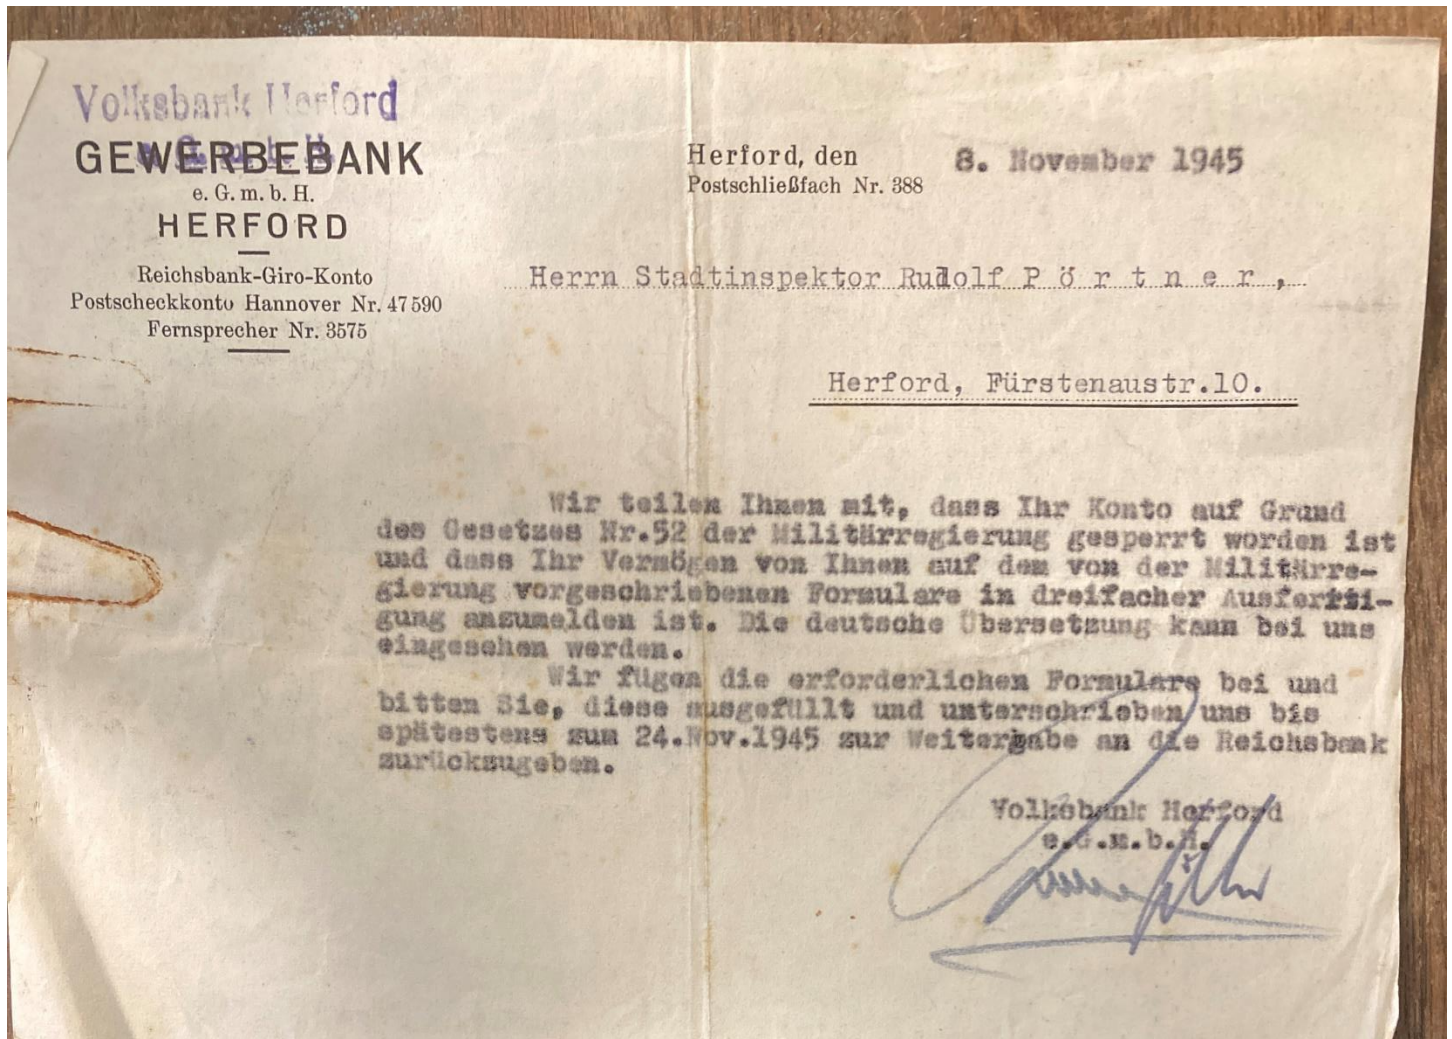 Volksbank Herford
GEWERBEBANK
e. G. m. b. H.
HERFORD
Reichsbank-Giro-Konto
Postscheckkonto Hannover Nr. 47590
Fernsprecher Nr. 3575
Herford, den 8. November 1945
Postschließfach Nr. 388
Herrn Stadtinspektor Rudolf P ö r t n e r ,
Herford, Fürstenaustr.10.
Wir teilen Ihnen mit, dass Ihr Konto auf Grund
des Gesetzes Nr.52 der Militärregierung gesperrt worden ist
und dass Ihr Vermögen von Ihnen auf dem von der Militärre-
gierung vorgeschriebenen Formulare in dreifacher Ausferti-
gung anzumelden ist. Die deutsche Übersetzung kann bei uns
eingesehen werden.
Wir fügen die erforderlichen Formulare bei und
bitten Sie, diese ausgefüllt und unterschrieben uns bis
spätestens zum 24.Nov.1945 zur Weitergabe an die Reichsbank
zurückzugeben.
Volksbank Herford
e.G.m.b.H.